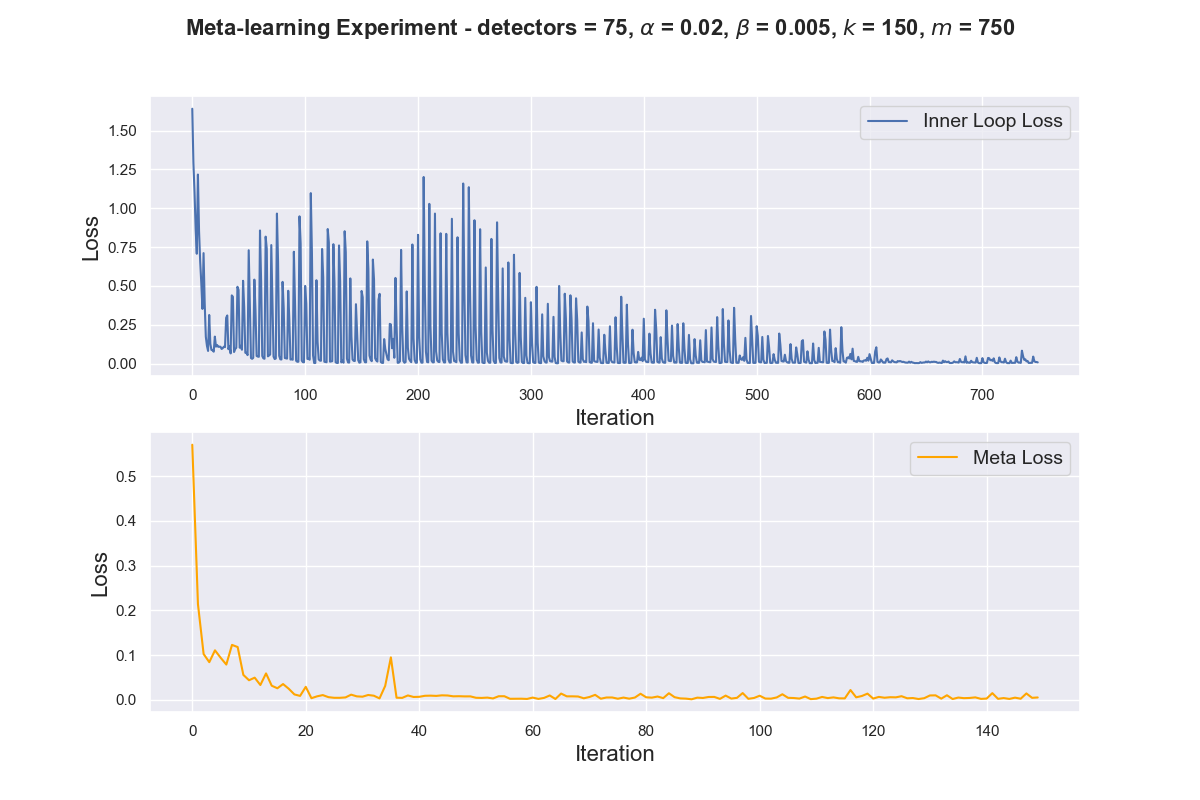 Meta-learning Experiment - detectors = 75, α = 0.02, β = 0.005, k = 150, m = 750
Inner Loop Loss
Loss
1.50
1.25
1.00
0.75
0.50
0.25
0.00
0 100 200 300 400 500 600 700
Iteration
Meta Loss
Loss
0.5
0.4
0.3
0.2
0.1
0.0
0 20 40 60 80 100 120 140
Iteration